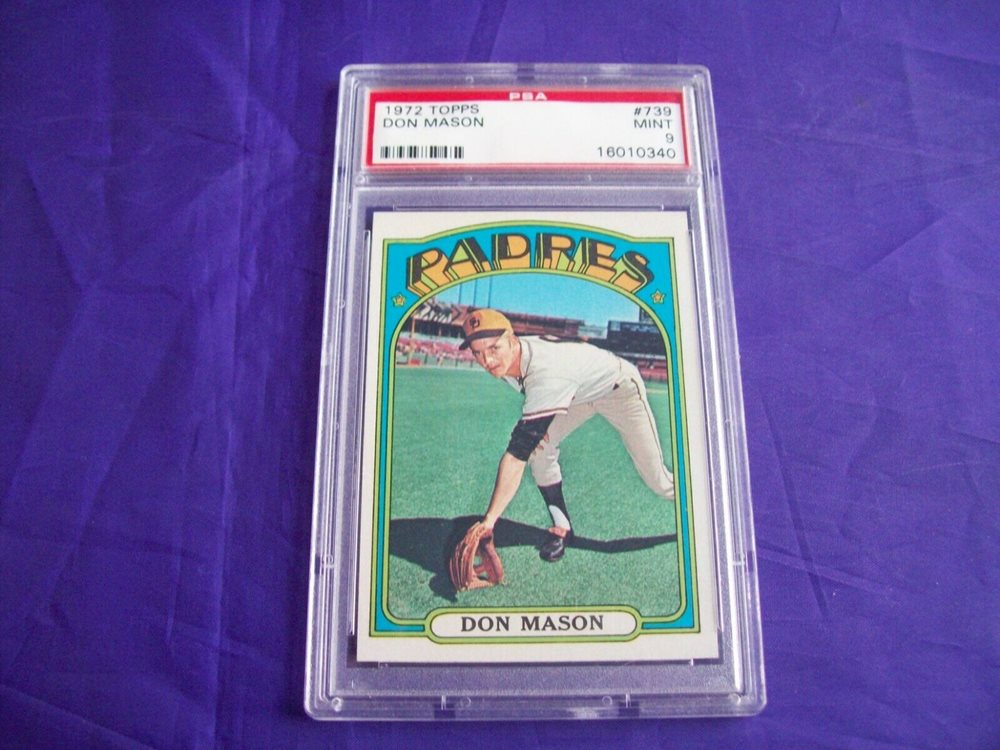 PSA
1972 TOPPS #739
DON MASON MINT
9
16010340
PADRES
DON MASON